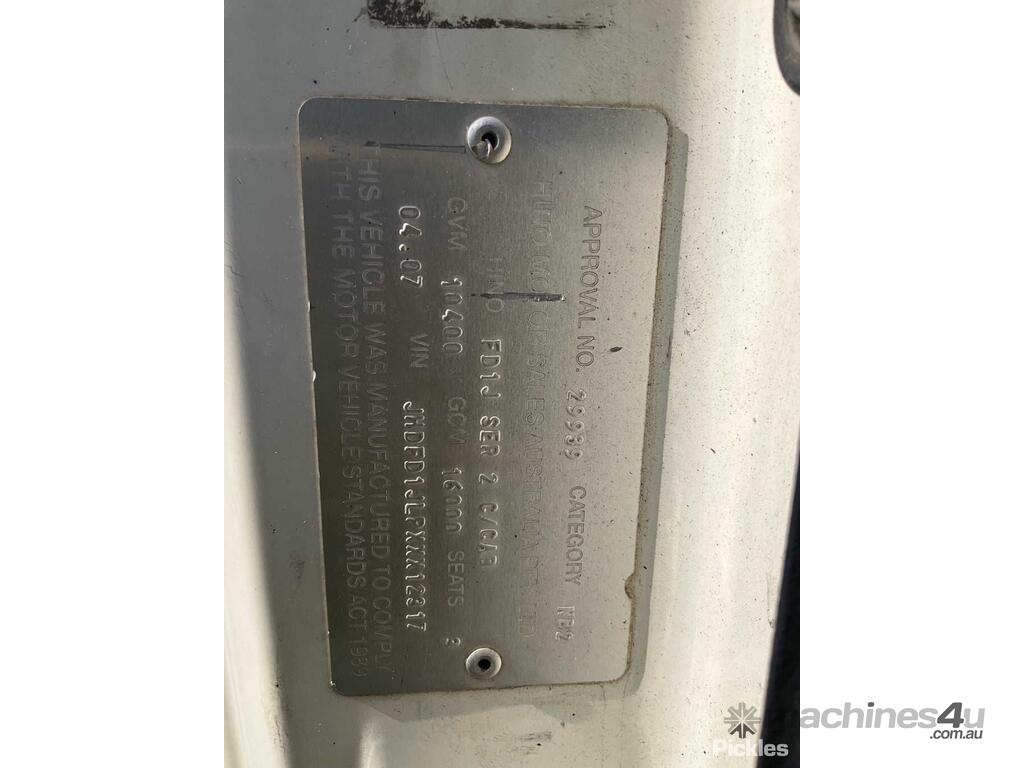 APPROVAL NO. 29939 CATEGORY NB2
HINO MOTOR SALES AUSTRALIA PTY LTD
HINO FD1J SER 2 C/CAB
GVM 10400 GCM 16000 SEATS 3
04.07 VIN JHDFD1JLPXXX12317
THIS VEHICLE WAS MANUFACTURED TO COMPLY
WITH THE MOTOR VEHICLE STANDARDS ACT 1989
machines4u
.com.au
Pickles